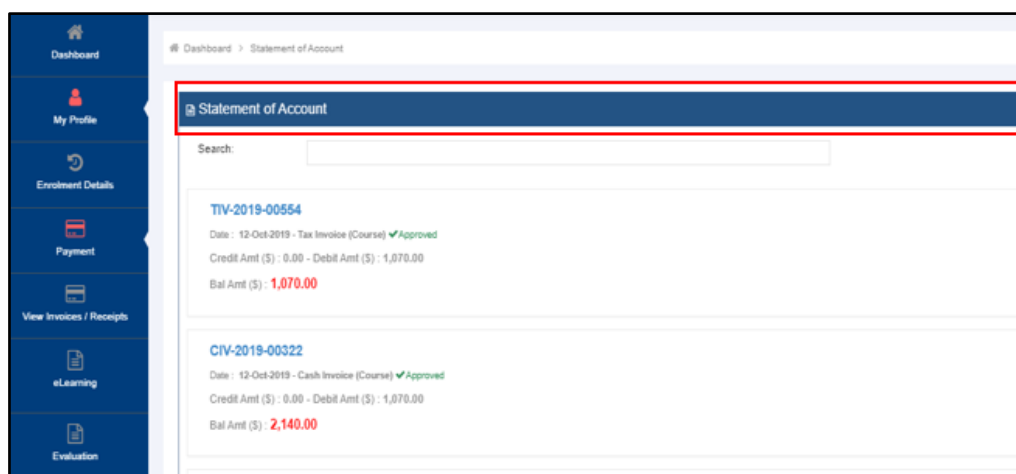 Dashboard
My Profile
Enrolment Details
Payment
View Invoices / Receipts
eLearning
Evaluation
Dashboard > Statement of Account
Statement of Account
Search:
TIV-2019-00554
Date : 12-Oct-2019 - Tax Invoice (Course) ✔Approved
Credit Amt ($) : 0.00 - Debit Amt ($) : 1,070.00
Bal Amt ($) : 1,070.00
CIV-2019-00322
Date : 12-Oct-2019 - Cash Invoice (Course) ✔Approved
Credit Amt ($) : 0.00 - Debit Amt ($) : 1,070.00
Bal Amt ($) : 2,140.00